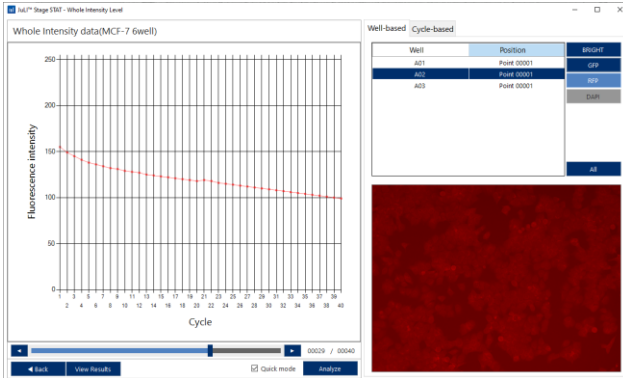 JuLI™ Stage STAT - Whole Intensity Level
Whole Intensity data(MCF-7 6well)
250
200
150
100
50
0
Fluorescence intensity
1 3 5 7 9 11 13 15 17 19 21 23 25 27 29 31 33 35 37 39
2 4 6 8 10 12 14 16 18 20 22 24 26 28 30 32 34 36 38 40
Cycle
00029 / 00040
Back
View Results
Quick mode
Analyze
Well-based
Cycle-based
Well Position
A01 Point 00001
A02 Point 00001
A03 Point 00001
BRIGHT
GFP
RFP
DAPI
All